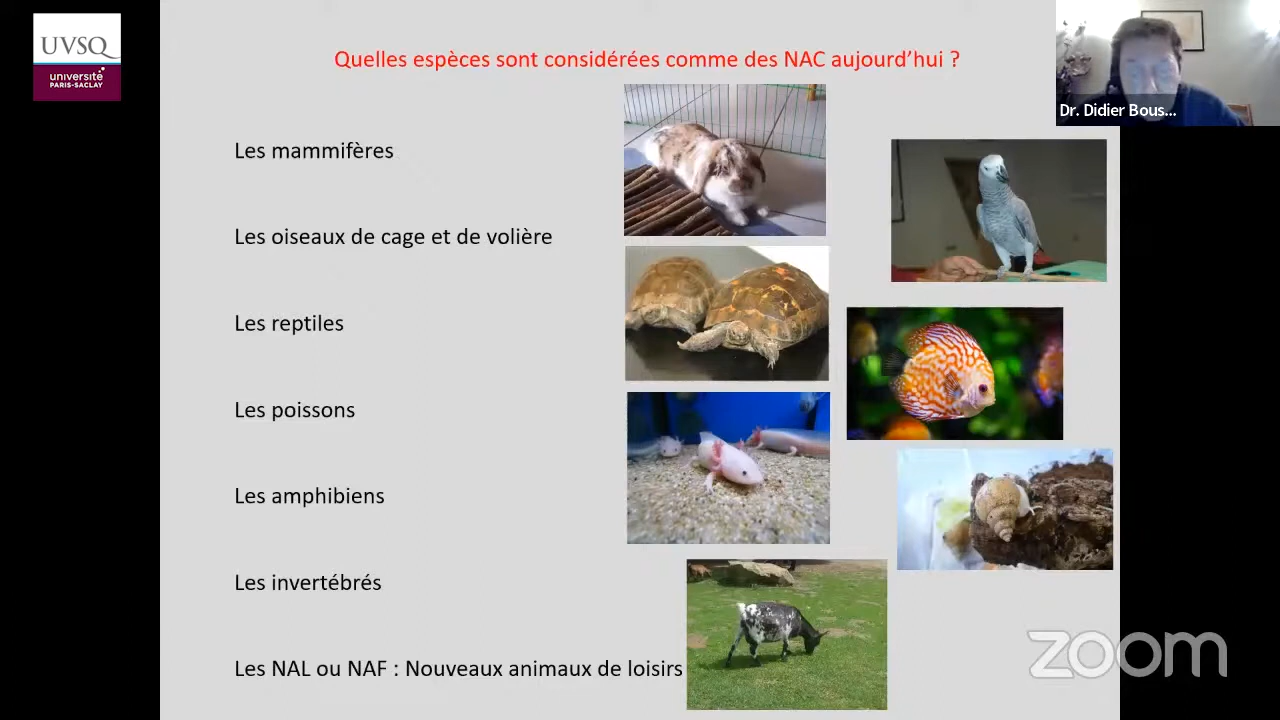 UVSQ
université
PARIS-SACLAY
Quelles espèces sont considérées comme des NAC aujourd’hui ?
Dr. Didier Bous...
Les mammifères
Les oiseaux de cage et de volière
Les reptiles
Les poissons
Les amphibiens
Les invertébrés
Les NAL ou NAF : Nouveaux animaux de loisirs
zoom